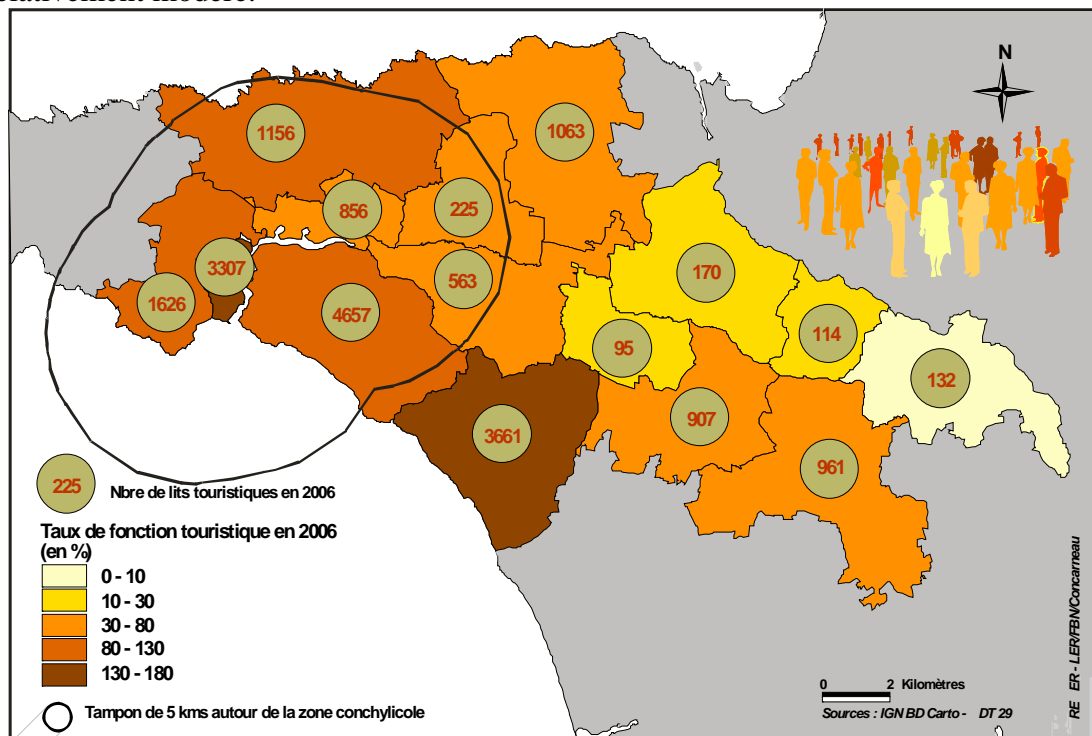 N
1156
1063
856
225
3307
563
170
1626
4657
114
95
132
3661
907
961
225
Nbre de lits touristiques en 2006
Taux de fonction touristique en 2006
(en %)
0 - 10
10 - 30
30 - 80
80 - 130
130 - 180
Tampon de 5 kms autour de la zone conchylicole
0 2 Kilomètres
Sources : IGN BD Carto - DT 29
ER - LER/FBN/Concarneau